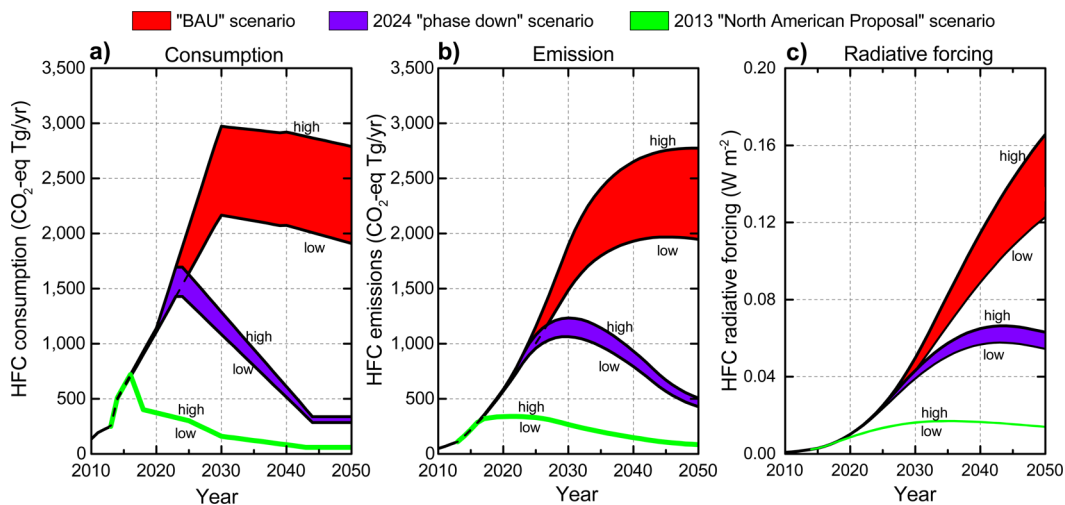 "BAU" scenario 2024 "phase down" scenario 2013 "North American Proposal" scenario
a) Consumption
HFC consumption (CO2-eq Tg/yr)
3,500
3,000
2,500
2,000
1,500
1,000
500
0
high
low
high
low
high
low
2010 2020 2030 2040 2050
Year
b) Emission
HFC emissions (CO2-eq Tg/yr)
3,500
3,000
2,500
2,000
1,500
1,000
500
0
high
low
high
low
high
low
2010 2020 2030 2040 2050
Year
c) Radiative forcing
HFC radiative forcing (W m-2)
0.20
0.16
0.12
0.08
0.04
0.00
high
low
high
low
high
low
2010 2020 2030 2040 2050
Year